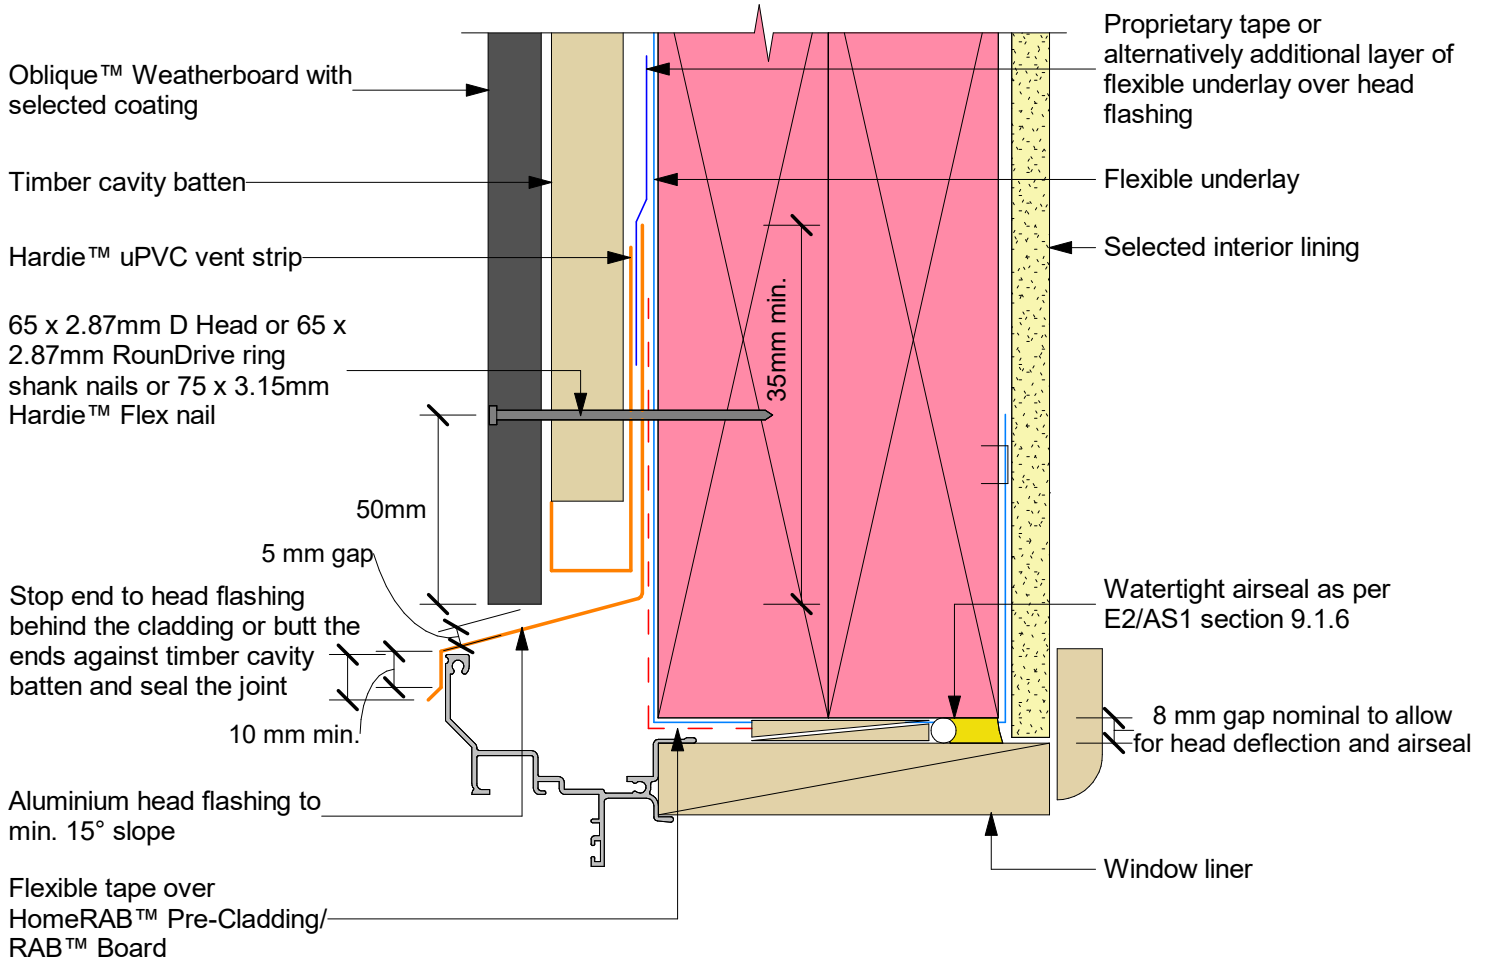 Oblique™ Weatherboard with
selected coating
Timber cavity batten
Hardie™ uPVC vent strip
65 x 2.87mm D Head or 65 x
2.87mm RounDrive ring
shank nails or 75 x 3.15mm
Hardie™ Flex nail
50mm
5 mm gap
Stop end to head flashing
behind the cladding or butt the
ends against timber cavity
batten and seal the joint
10 mm min.
Aluminium head flashing to
min. 15° slope
Flexible tape over
HomeRAB™ Pre-Cladding/
RAB™ Board
35mm min.
Proprietary tape or
alternatively additional layer of
flexible underlay over head
flashing
Flexible underlay
Selected interior lining
Watertight airseal as per
E2/AS1 section 9.1.6
8 mm gap nominal to allow
for head deflection and airseal
Window liner